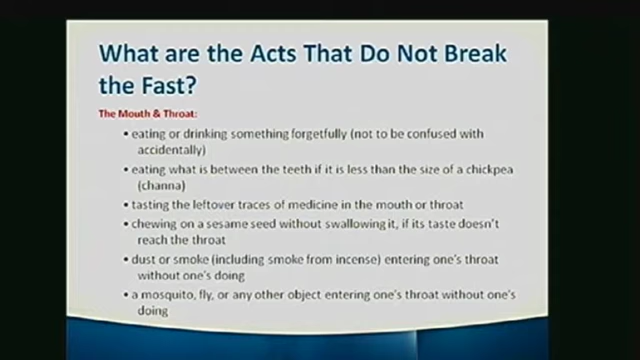 What are the Acts That Do Not Break
the Fast?
The Mouth & Throat:
• eating or drinking something forgetfully (not to be confused with
accidentally)
• eating what is between the teeth if it is less than the size of a chickpea
(channa)
• tasting the leftover traces of medicine in the mouth or throat
• chewing on a sesame seed without swallowing it, if its taste doesn't
reach the throat
• dust or smoke (including smoke from incense) entering one's throat
without one's doing
• a mosquito, fly, or any other object entering one's throat without one's
doing